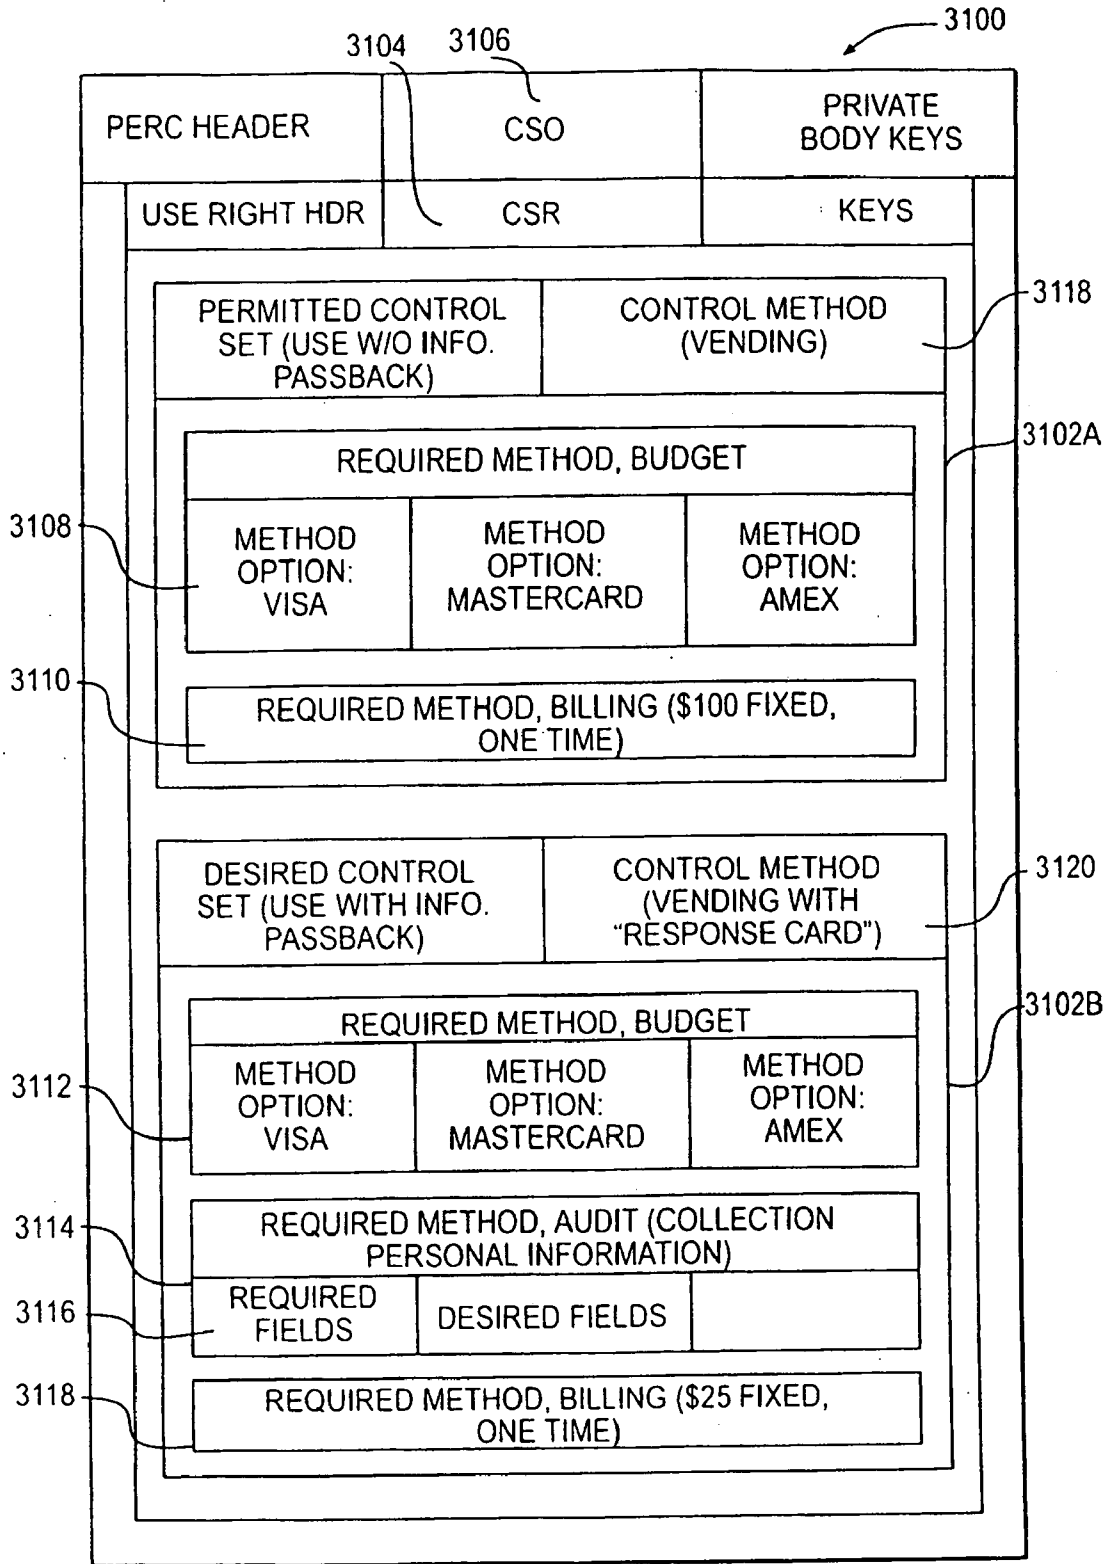 3100
3106
3104
PERC HEADER
CSO
PRIVATE
BODY KEYS
USE RIGHT HDR
CSR
KEYS
PERMITTED CONTROL
SET (USE W/O INFO.
PASSBACK)
CONTROL METHOD
(VENDING)
3118
3102A
REQUIRED METHOD, BUDGET
3108
METHOD
OPTION:
VISA
METHOD
OPTION:
MASTERCARD
METHOD
OPTION:
AMEX
3110
REQUIRED METHOD, BILLING ($100 FIXED,
ONE TIME)
DESIRED CONTROL
SET (USE WITH INFO.
PASSBACK)
CONTROL METHOD
(VENDING WITH
“RESPONSE CARD”)
3120
3102B
REQUIRED METHOD, BUDGET
3112
METHOD
OPTION:
VISA
METHOD
OPTION:
MASTERCARD
METHOD
OPTION:
AMEX
3114
REQUIRED METHOD, AUDIT (COLLECTION
PERSONAL INFORMATION)
3116
REQUIRED
FIELDS
DESIRED FIELDS
3118
REQUIRED METHOD, BILLING ($25 FIXED,
ONE TIME)